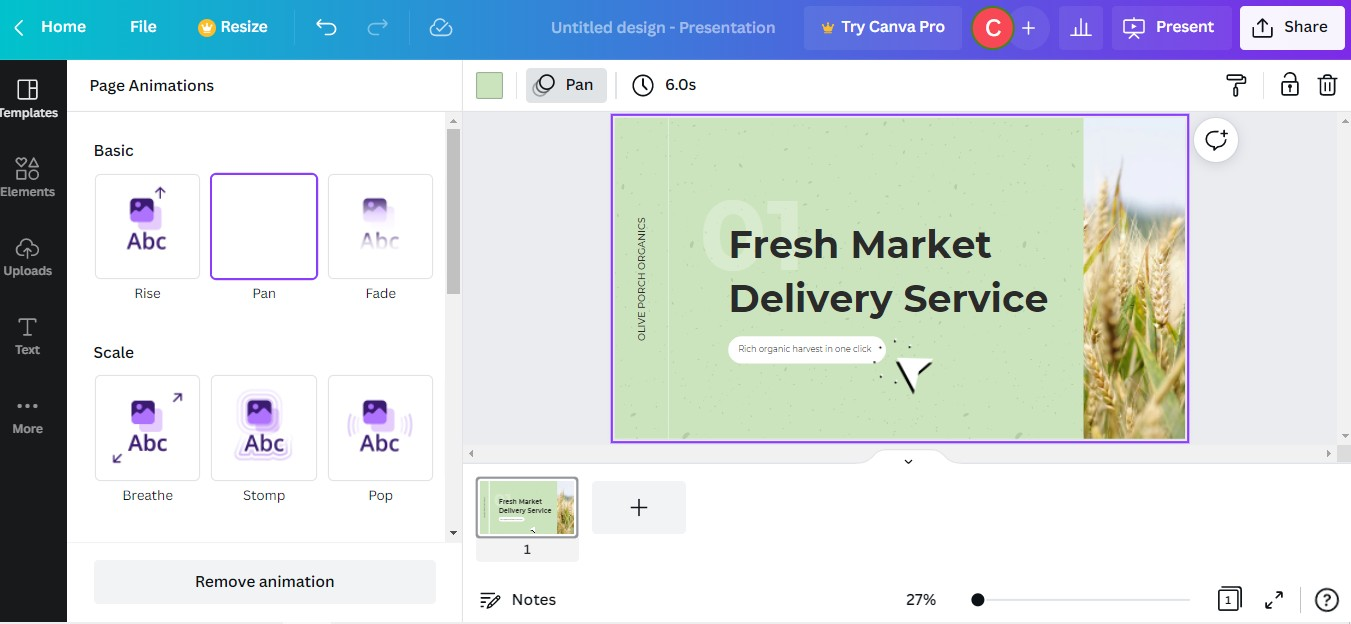 Home
File
Resize
Untitled design - Presentation
Try Canva Pro
C
Present
Share
Templates
Elements
Uploads
Text
More
Page Animations
Basic
Abc
Abc
Rise
Pan
Fade
Scale
Abc
Abc
Abc
Breathe
Stomp
Pop
Remove animation
Pan
6.0s
OLIVE PORCH ORGANICS
01
Fresh Market
Delivery Service
Rich organic harvest in one click
Fresh Market
Delivery Service
1
Notes
27%
1
?